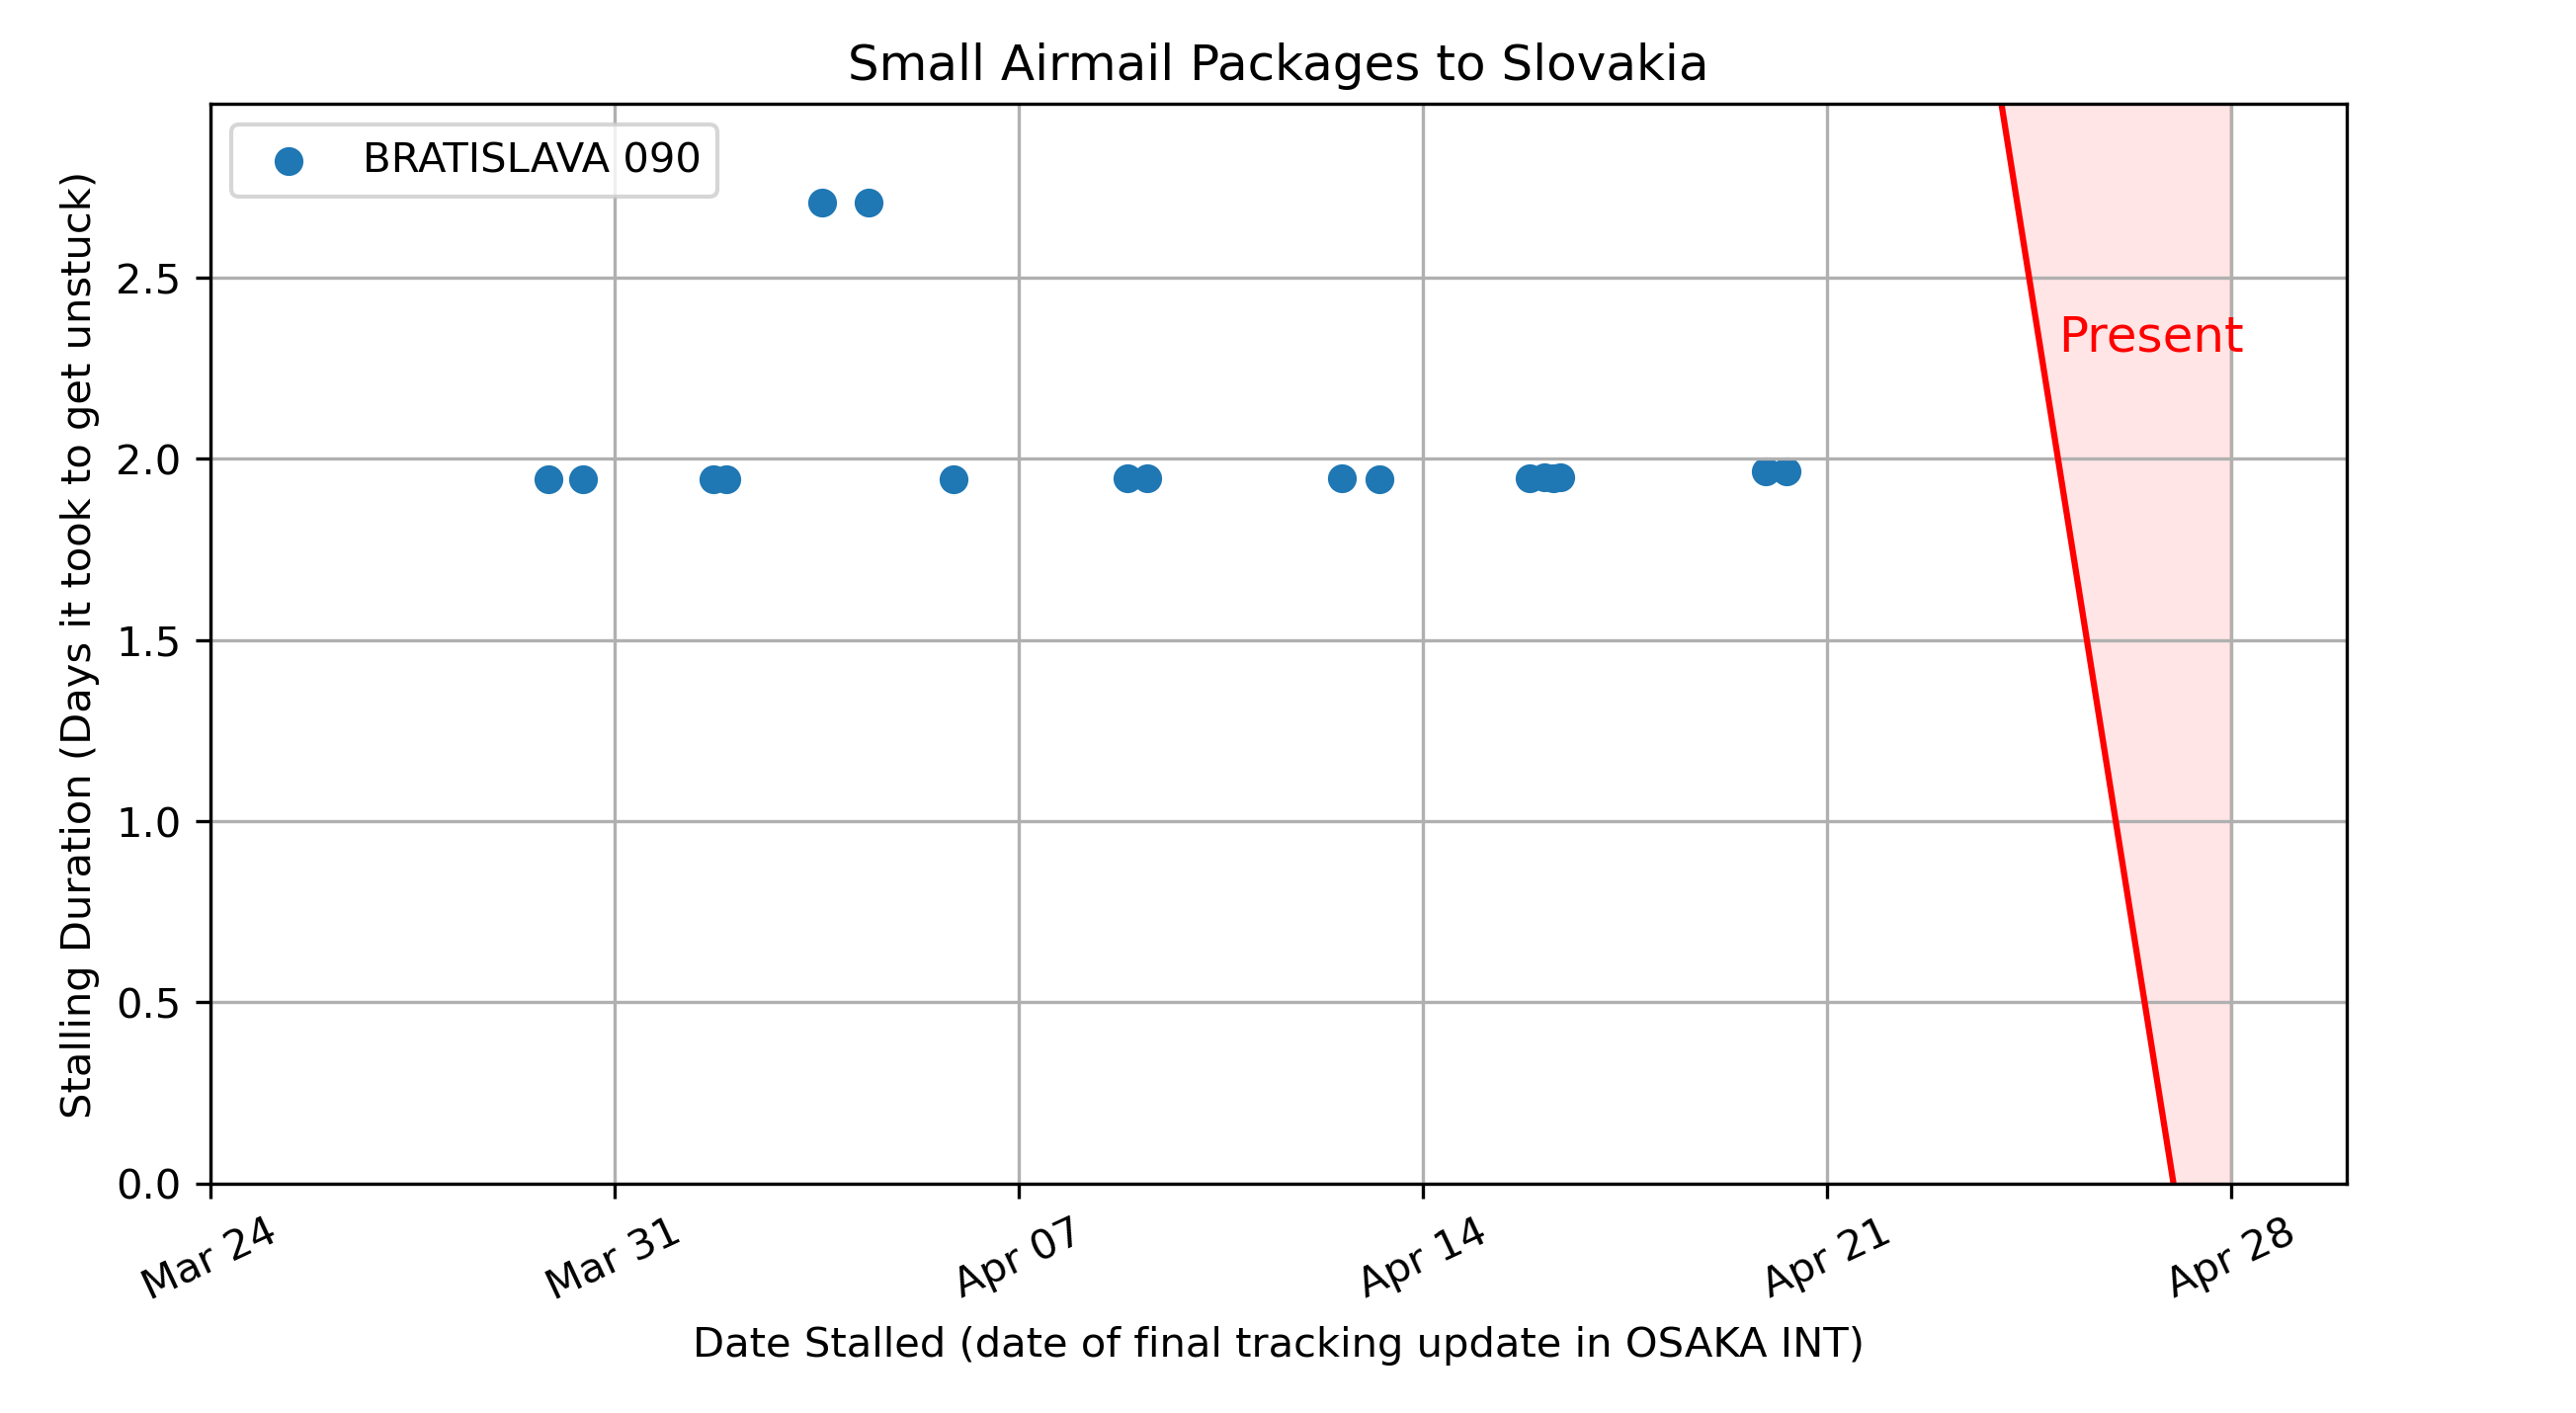 Small Airmail Packages to Slovakia
BRATISLAVA 090
Present
Stalling Duration (Days it took to get unstuck)
2.5
2.0
1.5
1.0
0.5
0.0
Mar 24
Mar 31
Apr 07
Apr 14
Apr 21
Apr 28
Date Stalled (date of final tracking update in OSAKA INT)